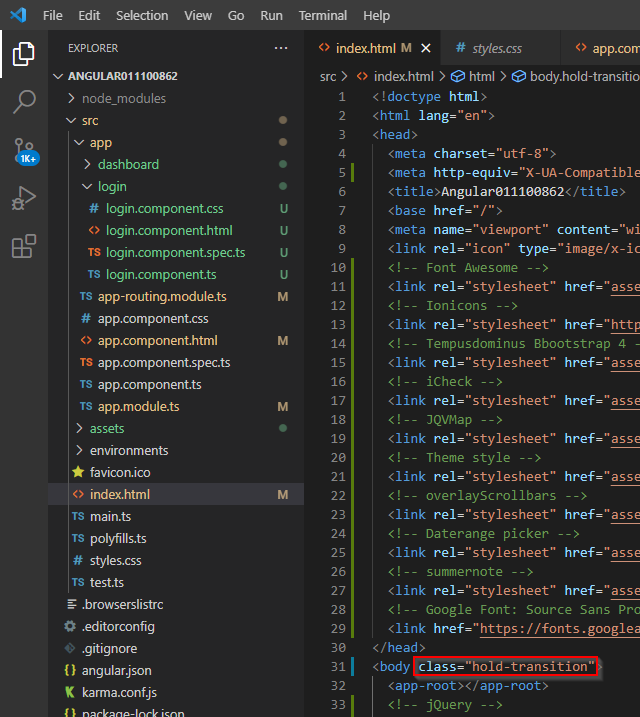 File Edit Selection View Go Run Terminal Help
EXPLORER ...
ANGULAR011100862
node_modules
src
app
dashboard
login
# login.component.css U
<> login.component.html U
TS login.component.spec.ts U
TS login.component.ts U
TS app-routing.module.ts M
# app.component.css
<> app.component.html M
TS app.component.spec.ts
TS app.component.ts
TS app.module.ts M
assets
environments
favicon.ico
<> index.html M
TS main.ts
TS polyfills.ts
# styles.css
TS test.ts
.browserslistrc
.editorconfig
.gitignore
{} angular.json
karma.conf.js
{} package-lock.json
1K+
<> index.html M # styles.css <> app.com
src > <> index.html > html > body.hold-transitio
1 <!doctype html>
2 <html lang="en">
3 <head>
4 <meta charset="utf-8">
5 <meta http-equiv="X-UA-Compatible
6 <title>Angular011100862</title>
7 <base href="/">
8 <meta name="viewport" content="wi
9 <link rel="icon" type="image/x-ic
10 <!-- Font Awesome -->
11 <link rel="stylesheet" href="asse
12 <!-- Ionicons -->
13 <link rel="stylesheet" href="http
14 <!-- Tempusdominus Bbootstrap 4 -
15 <link rel="stylesheet" href="asse
16 <!-- iCheck -->
17 <link rel="stylesheet" href="asse
18 <!-- JQVMap -->
19 <link rel="stylesheet" href="asse
20 <!-- Theme style -->
21 <link rel="stylesheet" href="asse
22 <!-- overlayScrollbars -->
23 <link rel="stylesheet" href="asse
24 <!-- Daterange picker -->
25 <link rel="stylesheet" href="asse
26 <!-- summernote -->
27 <link rel="stylesheet" href="asse
28 <!-- Google Font: Source Sans Pro
29 <link href="https://fonts.googlea
30 </head>
31 <body class="hold-transition">
32 <app-root></app-root>
33 <!-- jQuery -->